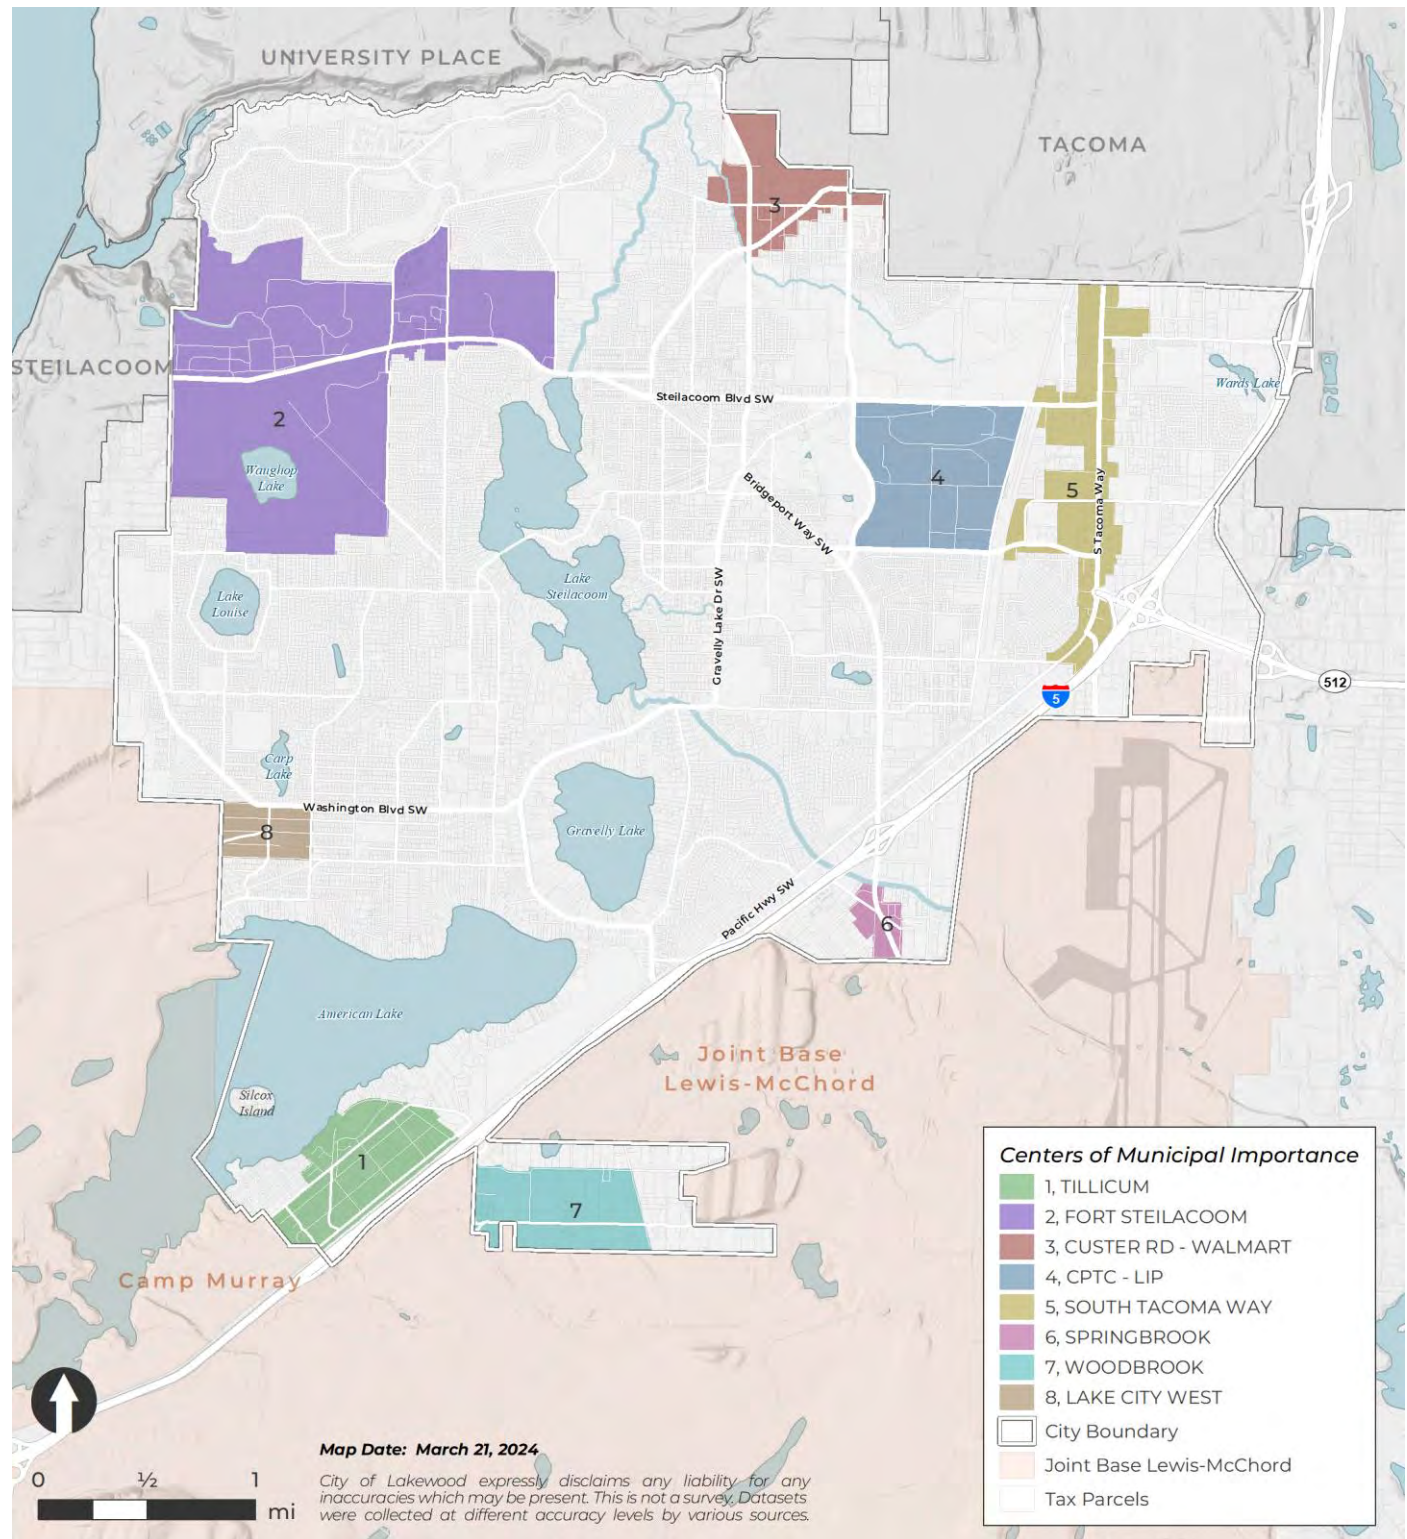 UNIVERSITY PLACE
TACOMA
3
STEILACOOM
2
Waughop
Lake
Steilacoom Blvd SW
Wards Lake
4
5
Bridgeport Way SW
S Tacoma Way
Lake
Steilacoom
Lake
Louise
Gravelly Lake Dr SW
512
5
Carp
Lake
Washington Blvd SW
8
Gravelly Lake
Pacific Hwy SW
6
American Lake
Joint Base
Lewis-McChord
Silcox
Island
1
7
Camp Murray
Centers of Municipal Importance
1, TILLICUM
2, FORT STEILACOOM
3, CUSTER RD - WALMART
4, CPTC - LIP
5, SOUTH TACOMA WAY
6, SPRINGBROOK
7, WOODBROOK
8, LAKE CITY WEST
City Boundary
Joint Base Lewis-McChord
Tax Parcels
0 ½ 1
mi
Map Date: March 21, 2024
City of Lakewood expressly disclaims any liability for any
inaccuracies which may be present. This is not a survey. Datasets
were collected at different accuracy levels by various sources.